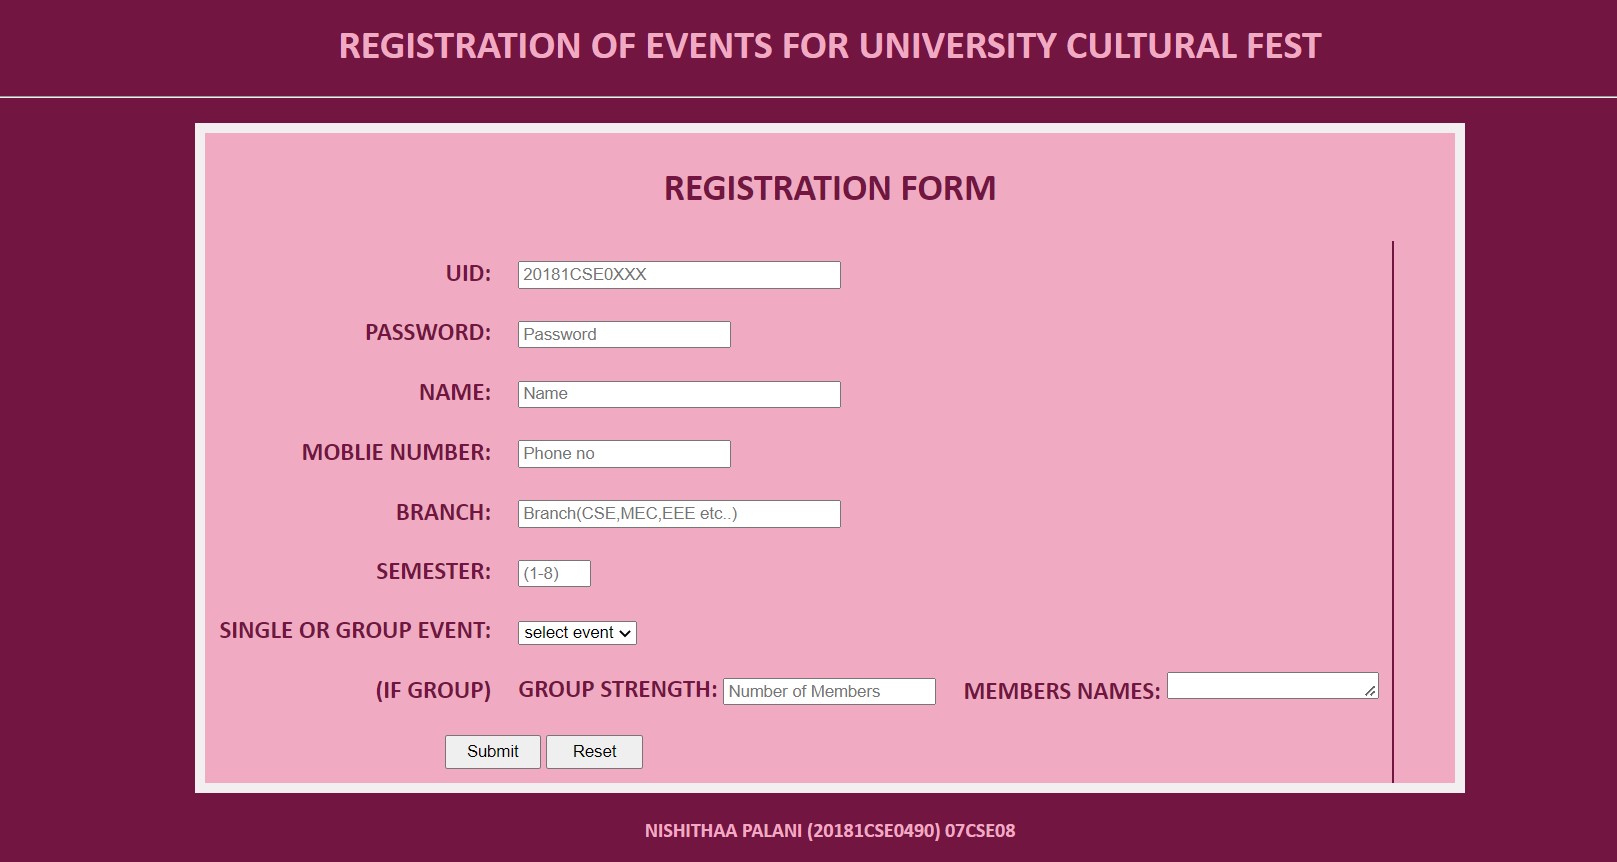 REGISTRATION OF EVENTS FOR UNIVERSITY CULTURAL FEST
REGISTRATION FORM
UID: 20181CSE0XXX
PASSWORD: Password
NAME: Name
MOBLIE NUMBER: Phone no
BRANCH: Branch(CSE,MEC,EEE etc..)
SEMESTER: (1-8)
SINGLE OR GROUP EVENT: select event
(IF GROUP) GROUP STRENGTH: Number of Members MEMBERS NAMES:
Submit Reset
NISHITHAA PALANI (20181CSE0490) 07CSE08